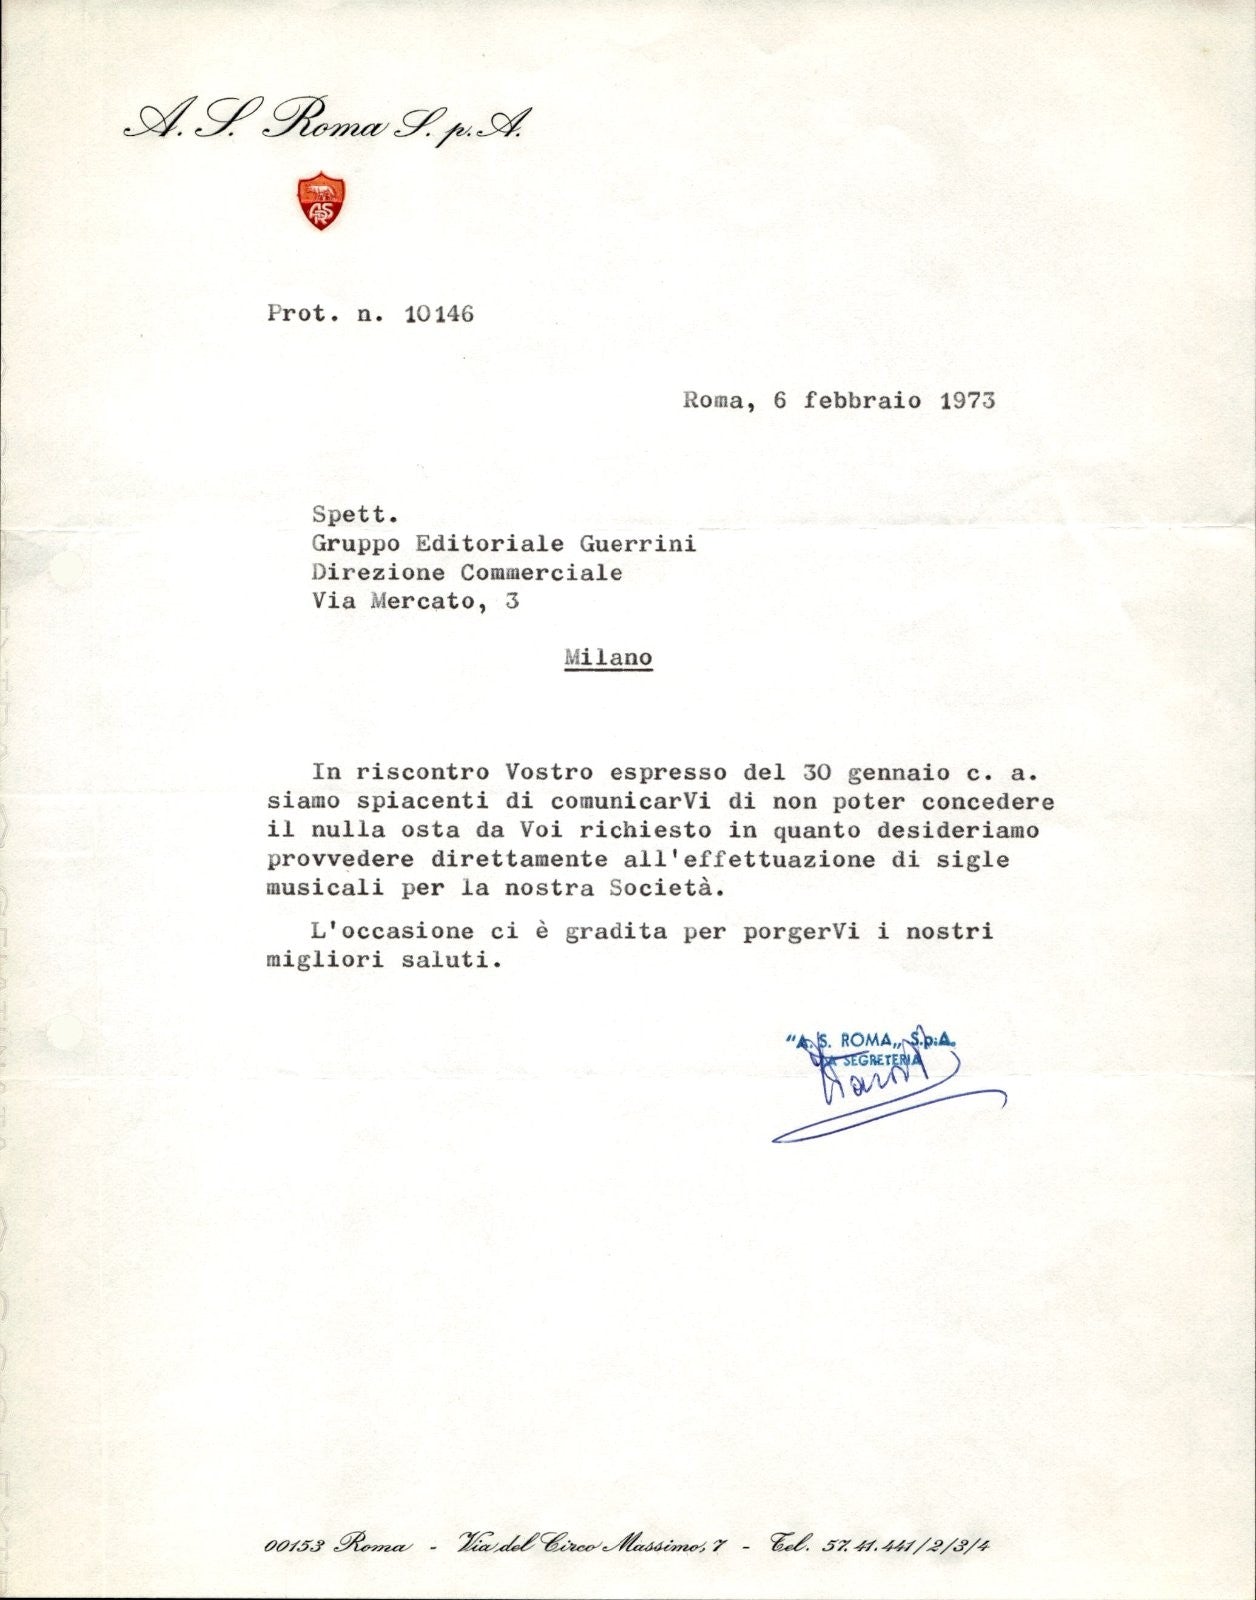 A. S. Roma S. p. A.
ASR
Prot. n. 10146
Roma, 6 febbraio 1973
Spett.
Gruppo Editoriale Guerrini
Direzione Commerciale
Via Mercato, 3
Milano
In riscontro Vostro espresso del 30 gennaio c. a.
siamo spiacenti di comunicarVi di non poter concedere
il nulla osta da Voi richiesto in quanto desideriamo
provvedere direttamente all'effettuazione di sigle
musicali per la nostra Società.
L'occasione ci è gradita per porgerVi i nostri
migliori saluti.
"A. S. ROMA,, S.p.A.
LA SEGRETERIA
00153 Roma - Via del Circo Massimo, 7 - Tel. 57.41.441/2/3/4